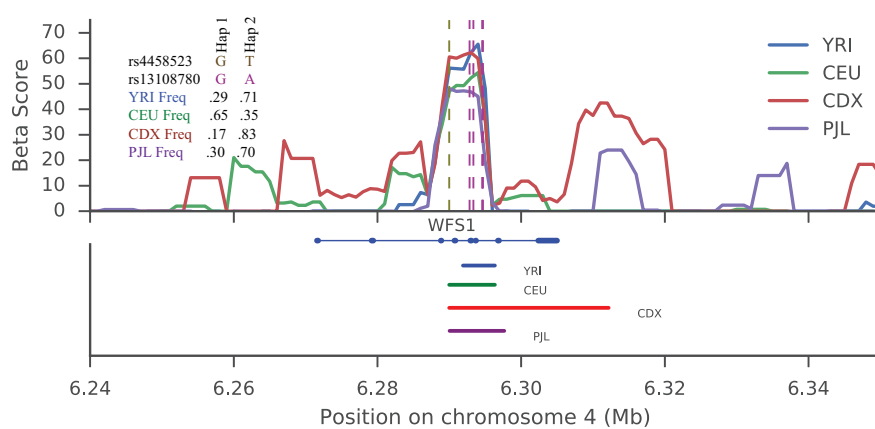 Hap 1 Hap 2
rs4458523 G T
rs13108780 G A
YRI Freq .29 .71
CEU Freq .65 .35
CDX Freq .17 .83
PJL Freq .30 .70
YRI
CEU
CDX
PJL
Beta Score
70
60
50
40
30
20
10
0
WFS1
YRI
CEU
CDX
PJL
6.24 6.26 6.28 6.30 6.32 6.34
Position on chromosome 4 (Mb)